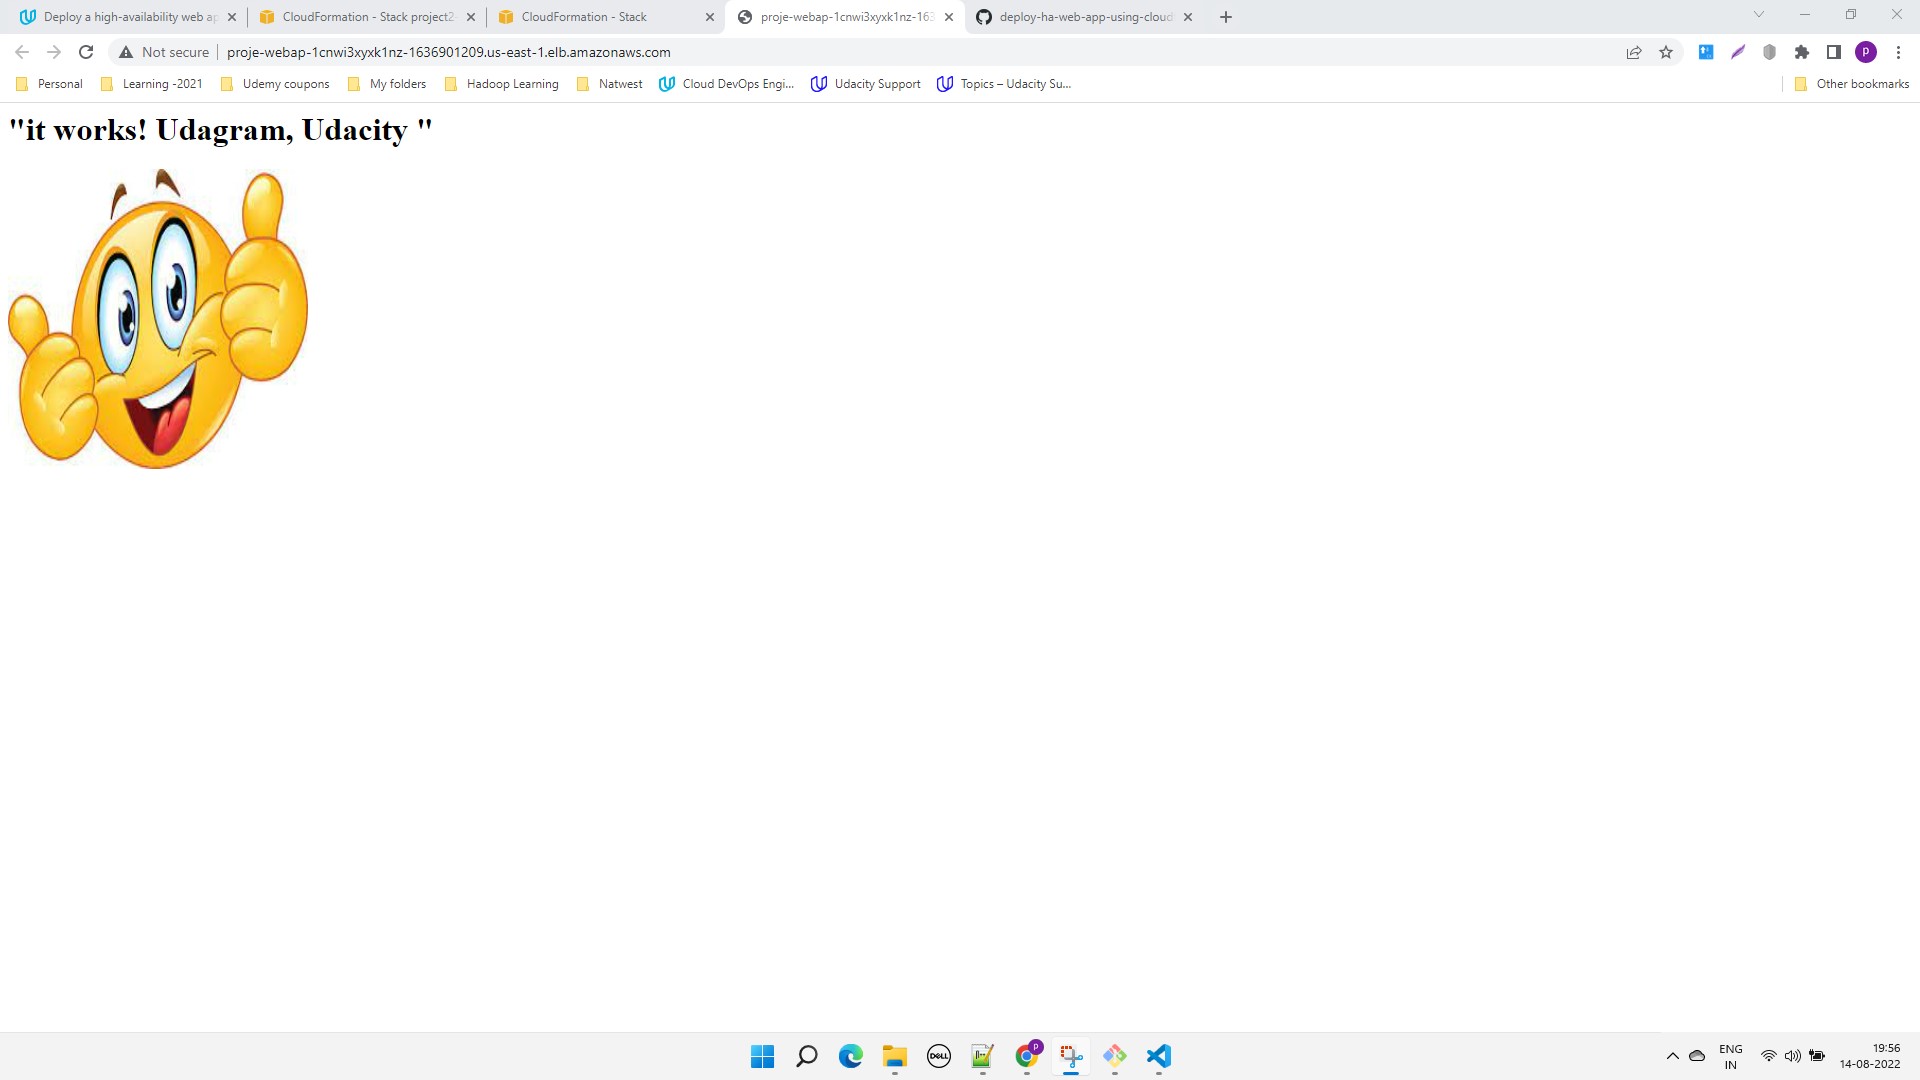 Deploy a high-availability web ap
CloudFormation - Stack project2-
CloudFormation - Stack
proje-webap-1cnwi3xyxk1nz-163
deploy-ha-web-app-using-cloud
Not secure
proje-webap-1cnwi3xyxk1nz-1636901209.us-east-1.elb.amazonaws.com
P
Personal
Learning -2021
Udemy coupons
My folders
Hadoop Learning
Natwest
Cloud DevOps Engi...
Udacity Support
Topics – Udacity Su...
Other bookmarks
"it works! Udagram, Udacity "
DELL
P
ENG
IN
19:56
14-08-2022